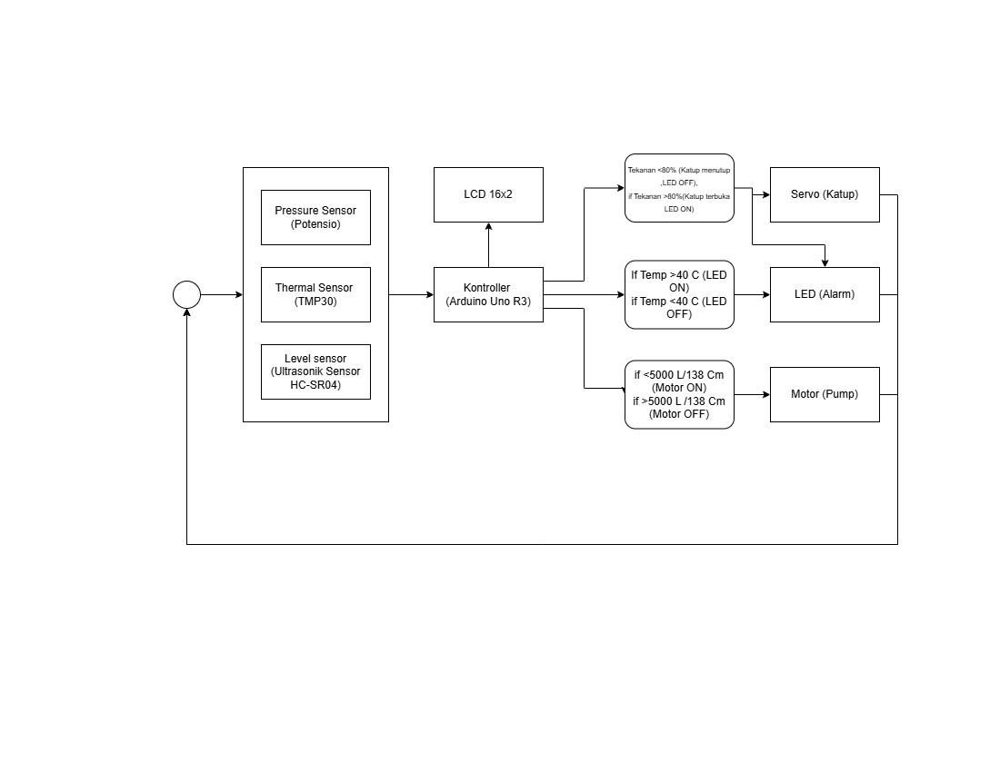 Pressure Sensor
(Potensio)
Thermal Sensor
(TMP30)
Level sensor
(Ultrasonik Sensor
HC-SR04)
LCD 16x2
Kontroller
(Arduino Uno R3)
Tekanan <80% (Katup menutup
,LED OFF),
if Tekanan >80%(Katup terbuka
LED ON)
If Temp >40 C (LED
ON)
if Temp <40 C (LED
OFF)
if <5000 L/138 Cm
(Motor ON)
if >5000 L /138 Cm
(Motor OFF)
Servo (Katup)
LED (Alarm)
Motor (Pump)